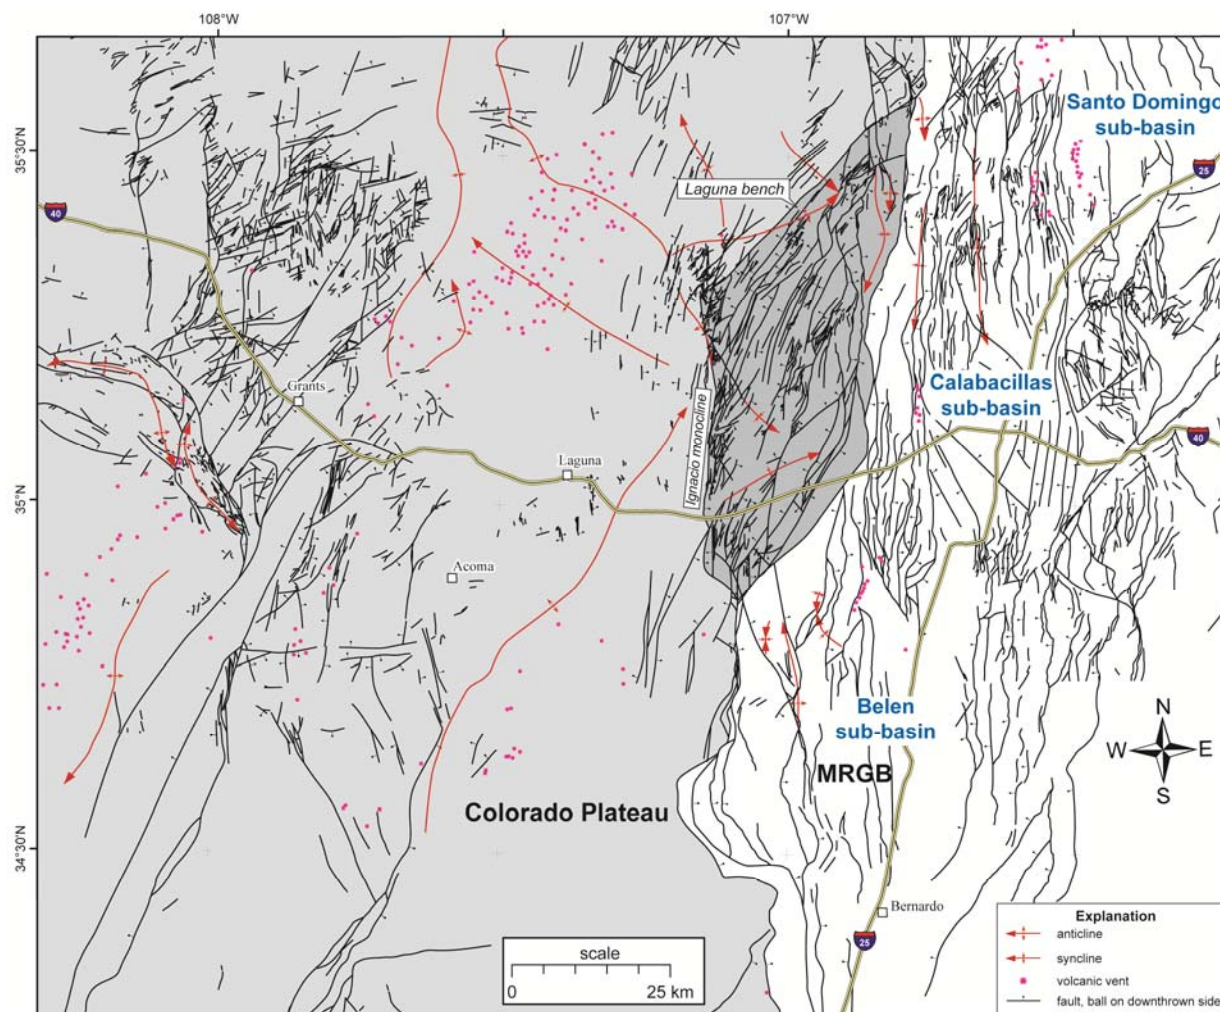 108°W
107°W
Santo Domingo
sub-basin
35°30'N
25
Laguna bench
40
Calabacillas
sub-basin
Grants
Ignacio monocline
40
Laguna
35°N
Acoma
Belen
sub-basin
N
W
E
S
MRGB
Colorado Plateau
34°30'N
Bernardo
25
scale
0
25 km
Explanation
anticline
syncline
volcanic vent
fault, ball on downthrown side